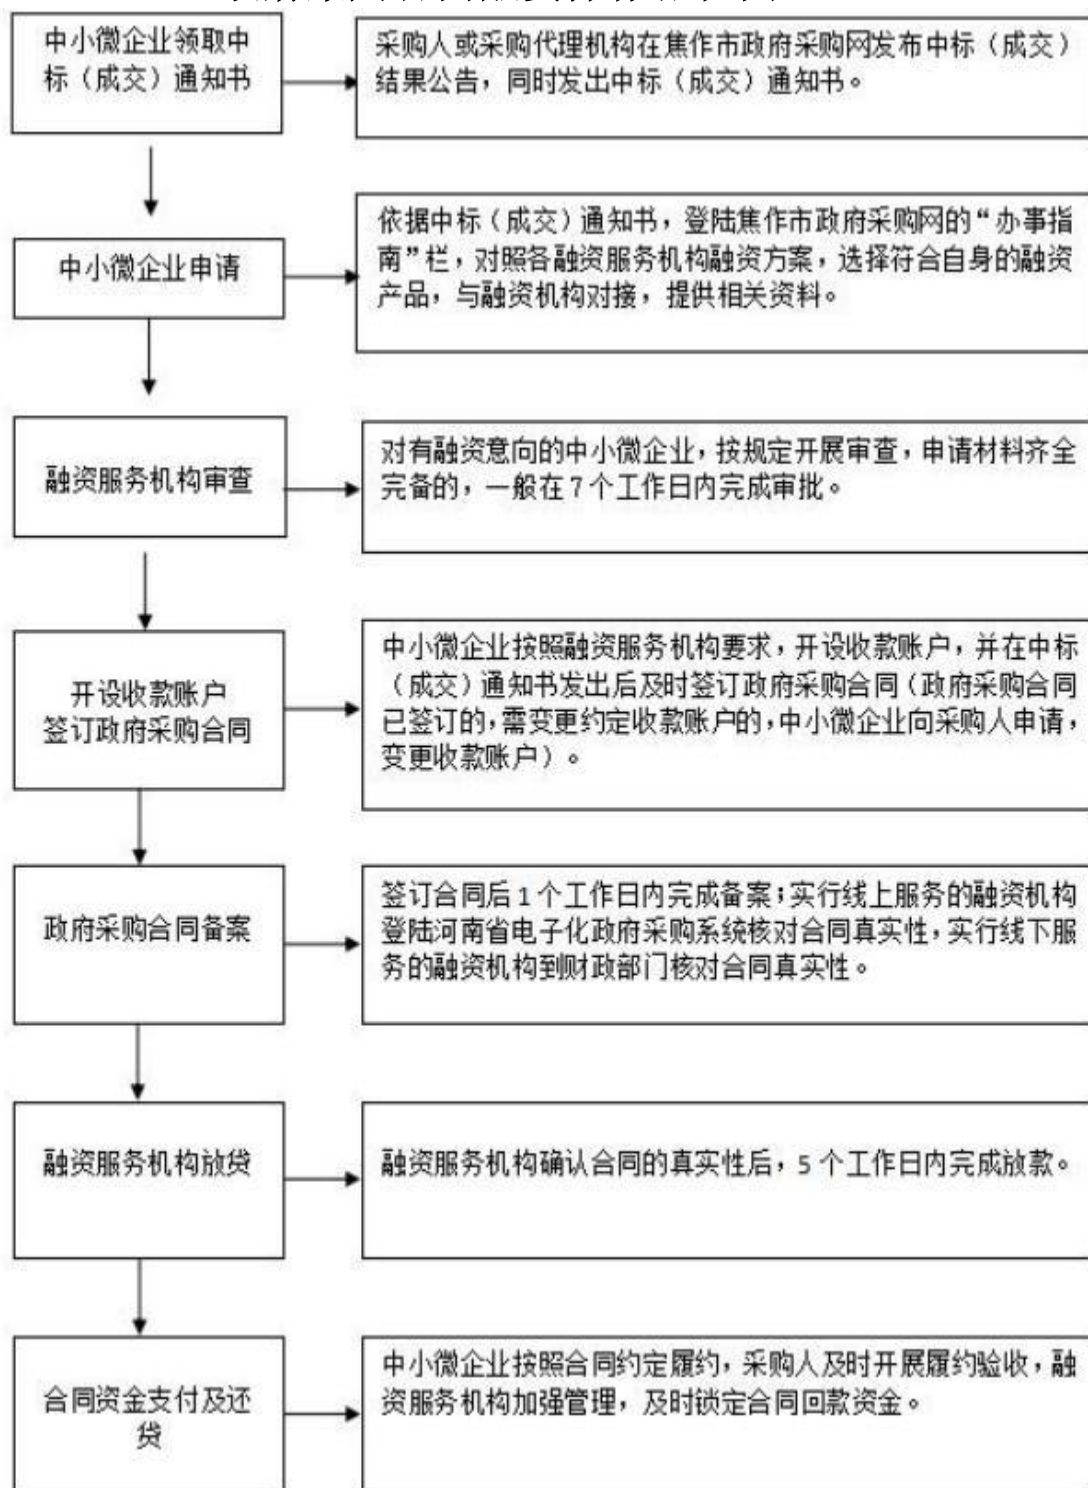 中小微企业领取中
标（成交）通知书
采购人或采购代理机构在焦作市政府采购网发布中标（成交）
结果公告，同时发出中标（成交）通知书。
中小微企业申请
依据中标（成交）通知书，登陆焦作市政府采购网的“办事指
南”栏，对照各融资服务机构融资方案，选择符合自身的融资
产品，与融资机构对接，提供相关资料。
融资服务机构审查
对有融资意向的中小微企业，按规定开展审查，申请材料齐全
完备的，一般在7个工作日内完成审批。
开设收款账户
签订政府采购合同
中小微企业按照融资服务机构要求，开设收款账户，并在中标
（成交）通知书发出后及时签订政府采购合同（政府采购合同
已签订的，需变更约定收款账户的，中小微企业向采购人申请，
变更收款账户）。
政府采购合同备案
签订合同后1个工作日内完成备案；实行线上服务的融资机构
登陆河南省电子化政府采购系统核对合同真实性，实行线下服
务的融资机构到财政部门核对合同真实性。
融资服务机构放贷
融资服务机构确认合同的真实性后，5个工作日内完成放款。
合同资金支付及还
贷
中小微企业按照合同约定履约，采购人及时开展履约验收，融
资服务机构加强管理，及时锁定合同回款资金。